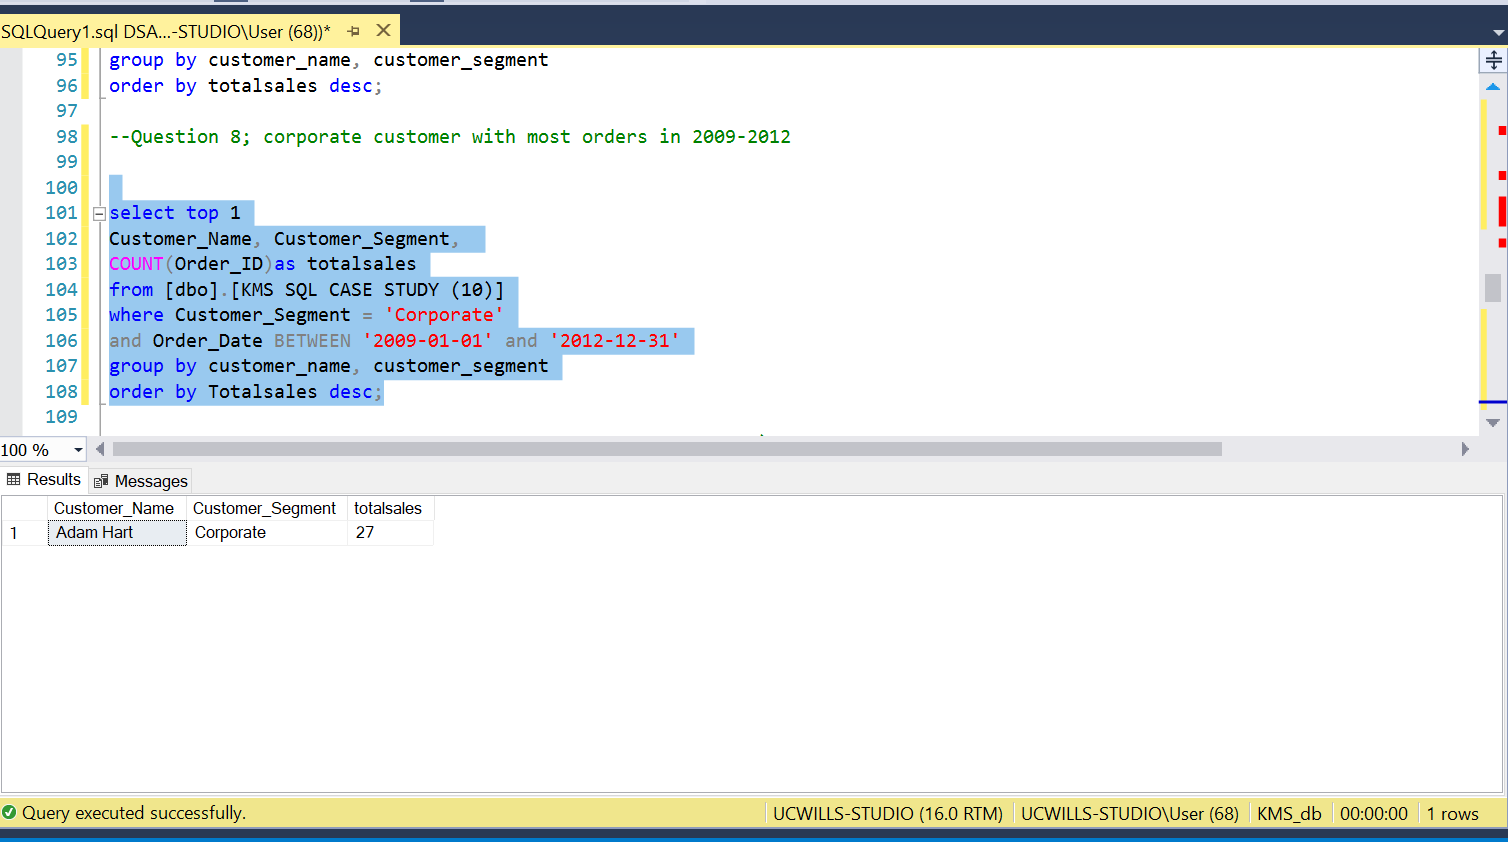 SQLQuery1.sql DSA...-STUDIO\User (68))*
95 group by customer_name, customer_segment
96 order by totalsales desc;
97
98 --Question 8; corporate customer with most orders in 2009-2012
99
100
101 select top 1
102 Customer_Name, Customer_Segment,
103 COUNT(Order_ID)as totalsales
104 from [dbo].[KMS SQL CASE STUDY (10)]
105 where Customer_Segment = 'Corporate'
106 and Order_Date BETWEEN '2009-01-01' and '2012-12-31'
107 group by customer_name, customer_segment
108 order by Totalsales desc;
109
100 %
Results Messages
Customer_Name Customer_Segment totalsales
1 Adam Hart Corporate 27
Query executed successfully. UCWILLS-STUDIO (16.0 RTM) UCWILLS-STUDIO\User (68) KMS_db 00:00:00 1 rows